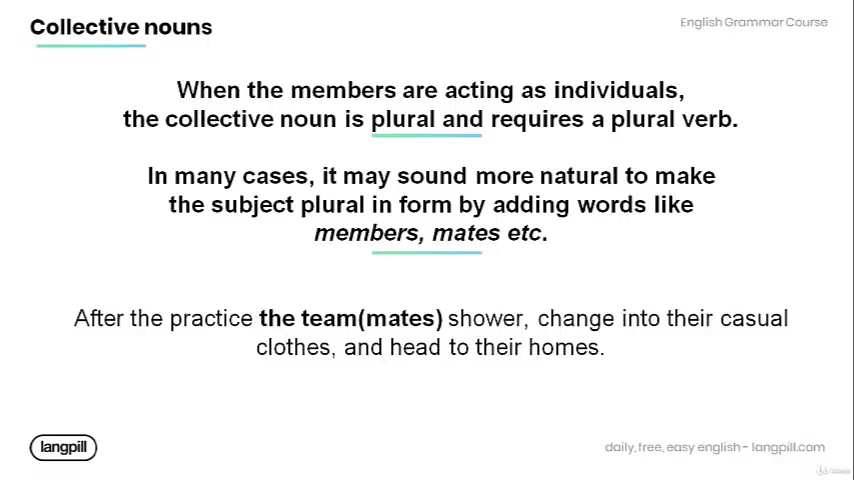 Collective nouns
English Grammar Course
When the members are acting as individuals,
the collective noun is plural and requires a plural verb.
In many cases, it may sound more natural to make
the subject plural in form by adding words like
members, mates etc.
After the practice the team(mates) shower, change into their casual
clothes, and head to their homes.
langpill
daily, free, easy english - langpill.com